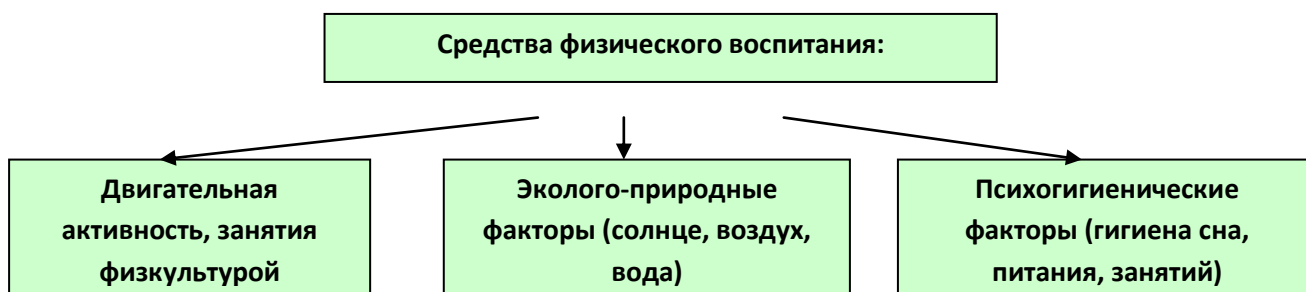 Средства физического воспитания:
Двигательная
активность, занятия
физкультурой
Эколого-природные
факторы (солнце, воздух,
вода)
Психогигиенические
факторы (гигиена сна,
питания, занятий)